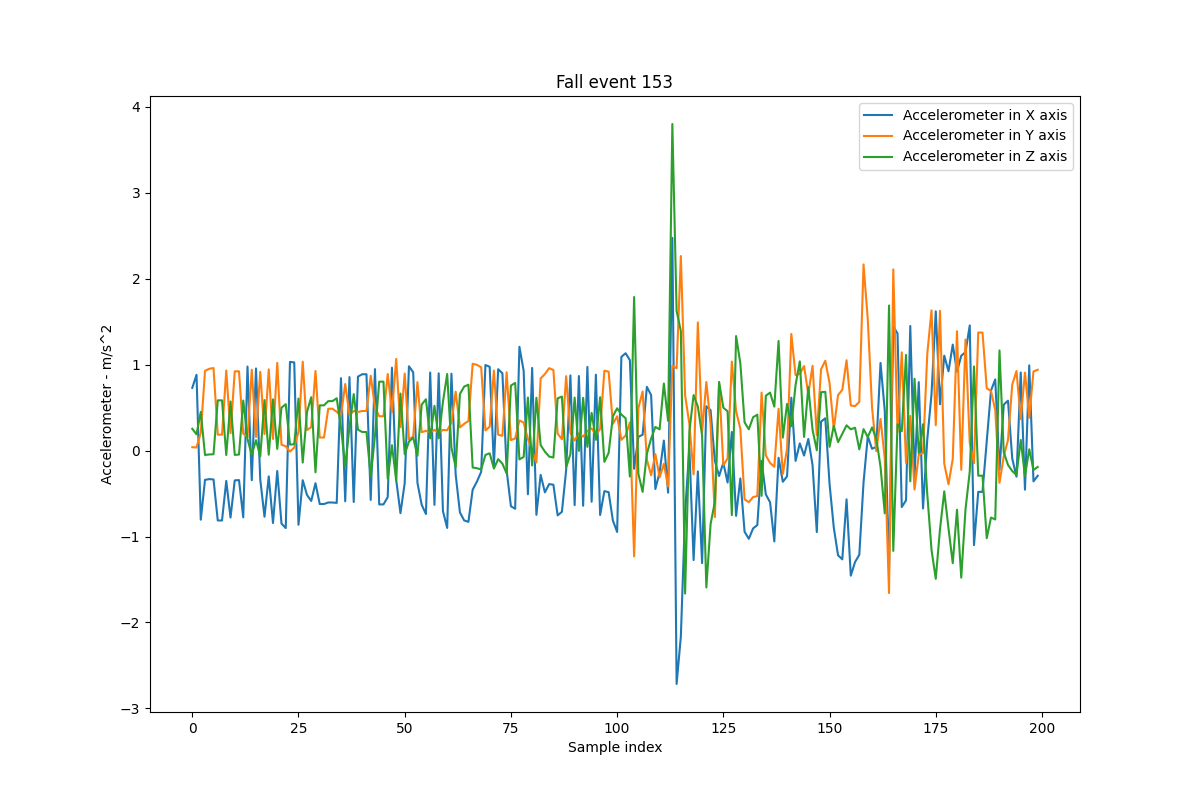 Fall event 153
Accelerometer in X axis
Accelerometer in Y axis
Accelerometer in Z axis
Accelerometer - m/s^2
4
3
2
1
0
−1
−2
−3
0 25 50 75 100 125 150 175 200
Sample index